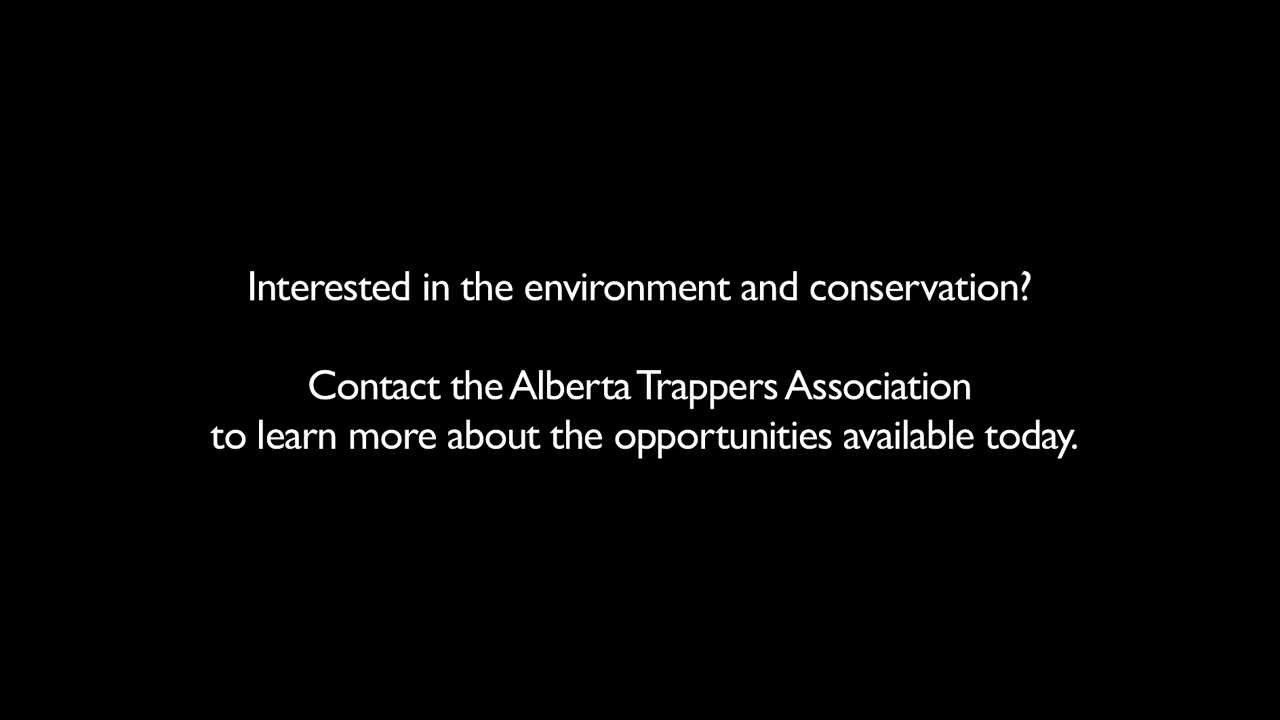 Interested in the environment and conservation?
Contact the Alberta Trappers Association
to learn more about the opportunities available today.